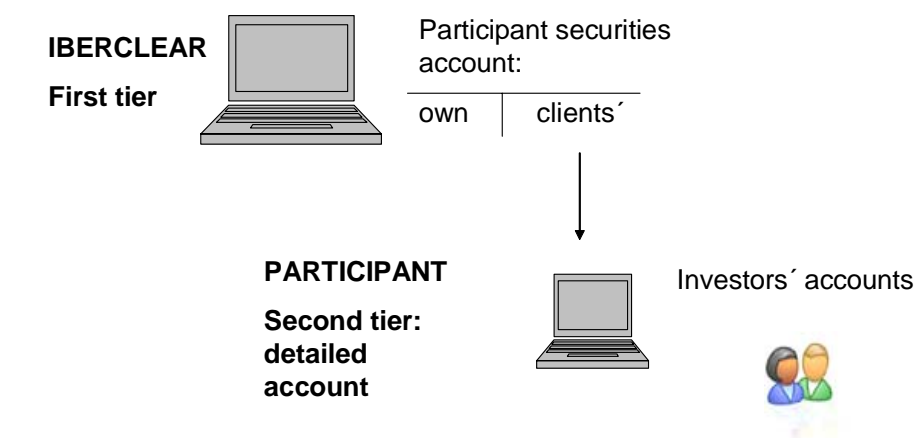 IBERCLEAR
First tier
Participant securities
account:
own
clients´
PARTICIPANT
Second tier:
detailed
account
Investors´ accounts